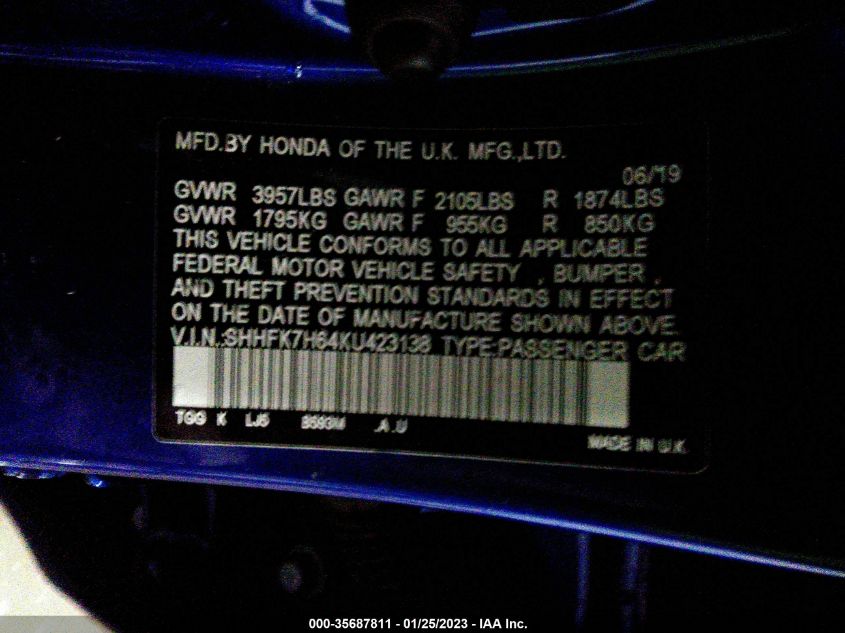 MFD.BY HONDA OF THE U.K. MFG.,LTD.
06/19
GVWR 3957LBS GAWR F 2105LBS R 1874LBS
GVWR 1795KG GAWR F 955KG R 850KG
THIS VEHICLE CONFORMS TO ALL APPLICABLE
FEDERAL MOTOR VEHICLE SAFETY , BUMPER ,
AND THEFT PREVENTION STANDARDS IN EFFECT
ON THE DATE OF MANUFACTURE SHOWN ABOVE.
V.I.N.:SHHFK7H64KU423138 TYPE:PASSENGER CAR
TGG K LJ5 B593M .A .U
MADE IN U.K.
000-35687811 - 01/25/2023 - IAA Inc.